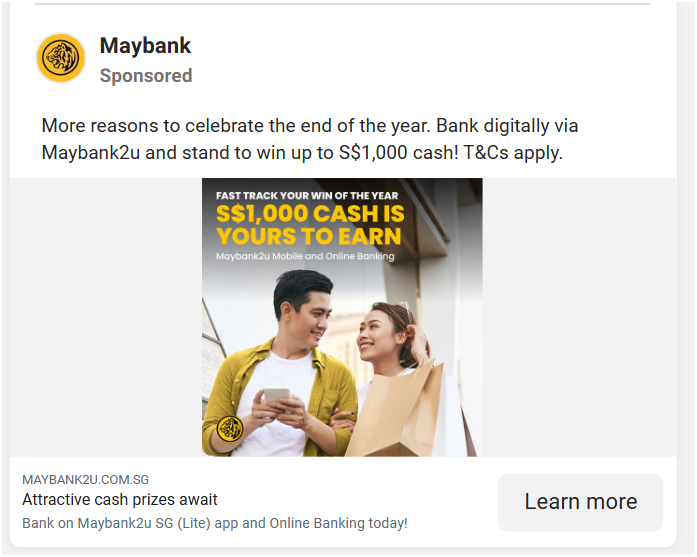 Maybank
Sponsored
More reasons to celebrate the end of the year. Bank digitally via
Maybank2u and stand to win up to S$1,000 cash! T&Cs apply.
FAST TRACK YOUR WIN OF THE YEAR
S$1,000 CASH IS
YOURS TO EARN
Maybank2u Mobile and Online Banking
MAYBANK2U.COM.SG
Attractive cash prizes await
Bank on Maybank2u SG (Lite) app and Online Banking today!
Learn more